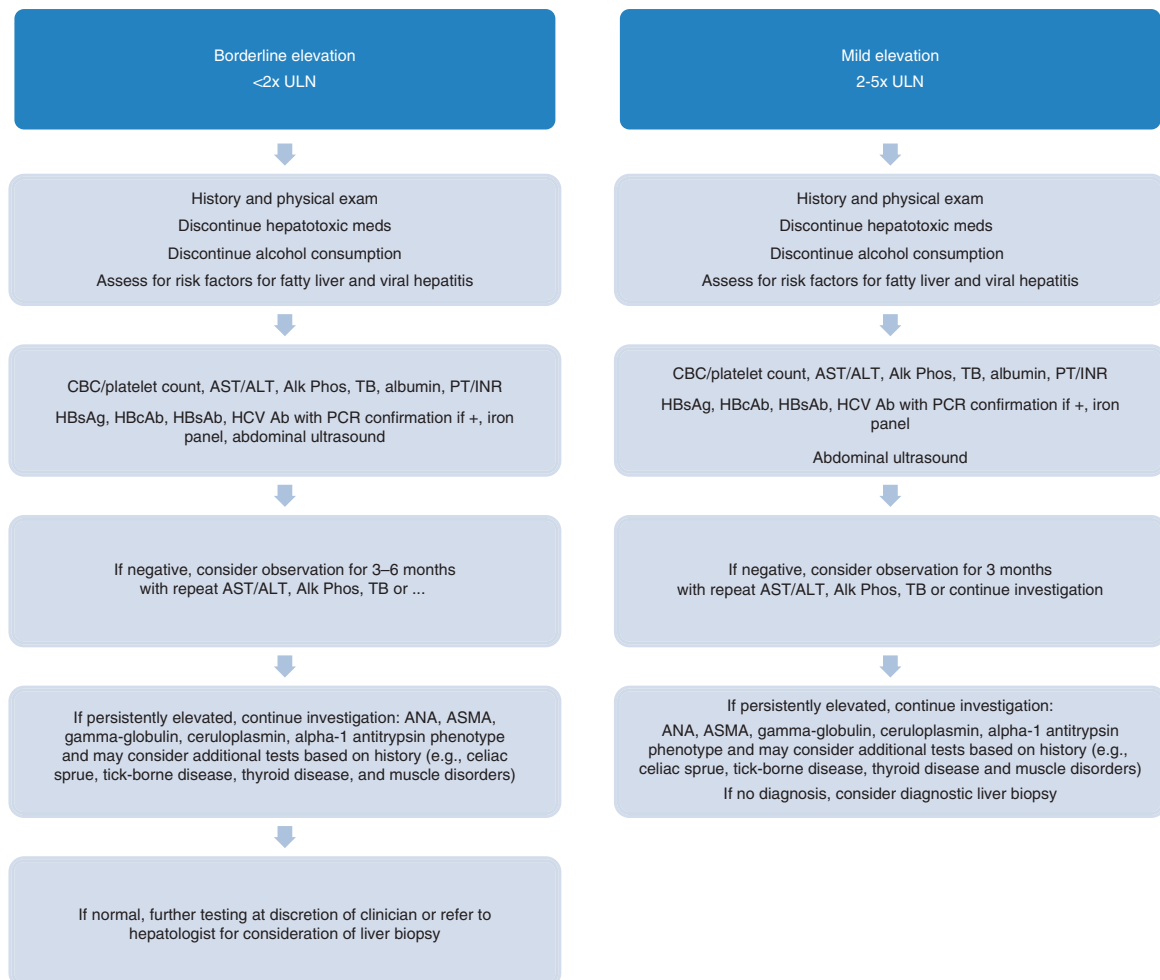 Borderline elevation
<2x ULN
History and physical exam
Discontinue hepatotoxic meds
Discontinue alcohol consumption
Assess for risk factors for fatty liver and viral hepatitis
CBC/platelet count, AST/ALT, Alk Phos, TB, albumin, PT/INR
HBsAg, HBcAb, HBsAb, HCV Ab with PCR confirmation if +, iron
panel, abdominal ultrasound
If negative, consider observation for 3–6 months
with repeat AST/ALT, Alk Phos, TB or ...
If persistently elevated, continue investigation: ANA, ASMA,
gamma-globulin, ceruloplasmin, alpha-1 antitrypsin phenotype
and may consider additional tests based on history (e.g., celiac
sprue, tick-borne disease, thyroid disease, and muscle disorders)
If normal, further testing at discretion of clinician or refer to
hepatologist for consideration of liver biopsy
Mild elevation
2-5x ULN
History and physical exam
Discontinue hepatotoxic meds
Discontinue alcohol consumption
Assess for risk factors for fatty liver and viral hepatitis
CBC/platelet count, AST/ALT, Alk Phos, TB, albumin, PT/INR
HBsAg, HBcAb, HBsAb, HCV Ab with PCR confirmation if +, iron
panel
Abdominal ultrasound
If negative, consider observation for 3 months
with repeat AST/ALT, Alk Phos, TB or continue investigation
If persistently elevated, continue investigation:
ANA, ASMA, gamma-globulin, ceruloplasmin, alpha-1 antitrypsin
phenotype and may consider additional tests based on history (e.g.,
celiac sprue, tick-borne disease, thyroid disease and muscle disorders)
If no diagnosis, consider diagnostic liver biopsy